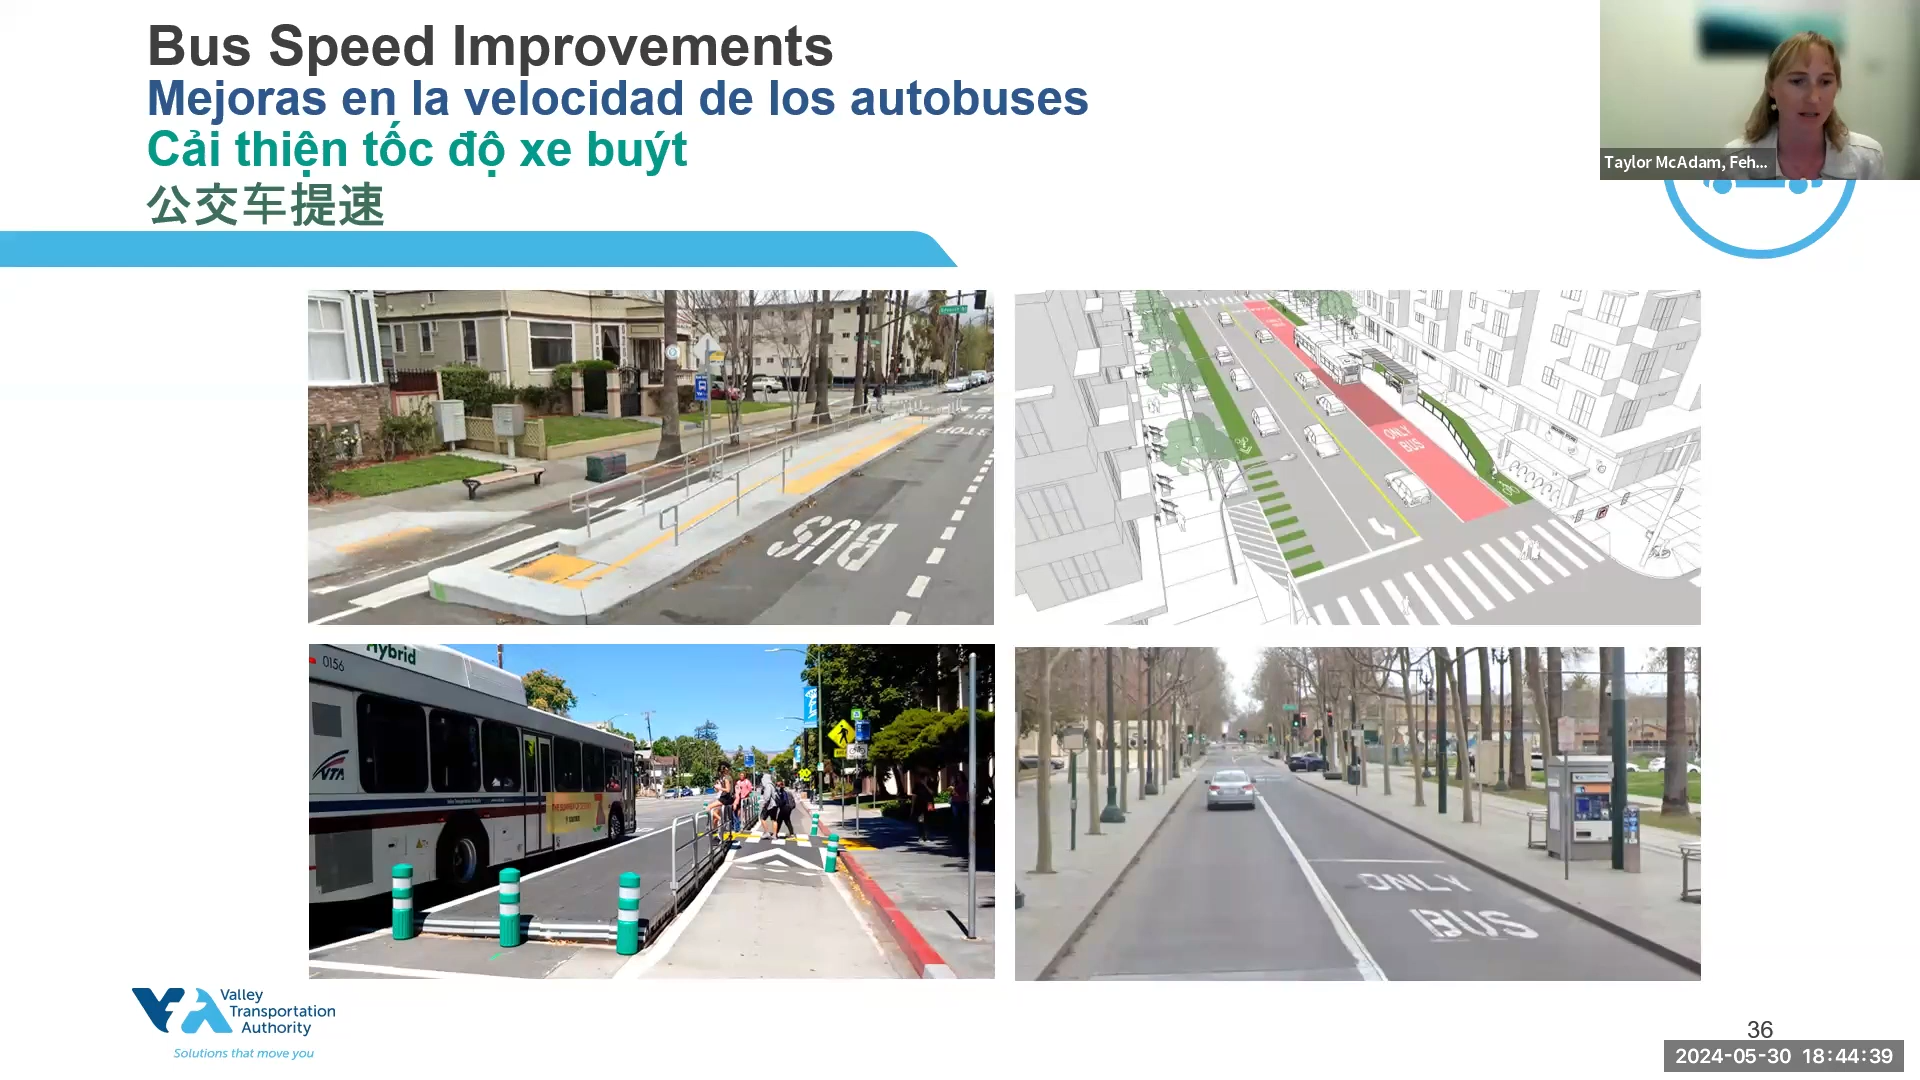 Bus Speed Improvements
Mejoras en la velocidad de los autobuses
Cải thiện tốc độ xe buýt
公交车提速
Taylor McAdam, Feh...
BUS
STOP
ONLY
BUS
Hybrid
0156
VTA
ONLY
BUS
Valley
Transportation
Authority
Solutions that move you
36
2024-05-30 18:44:39